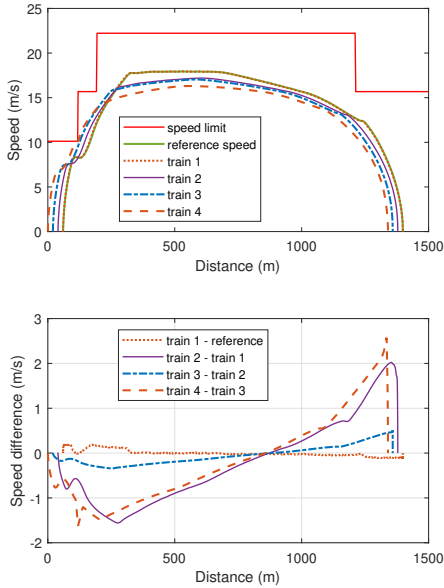 25
20
15
10
5
0
Speed (m/s)
speed limit
reference speed
train 1
train 2
train 3
train 4
0 500 1000 1500
Distance (m)
3
2
1
0
-1
-2
Speed difference (m/s)
train 1 - reference
train 2 - train 1
train 3 - train 2
train 4 - train 3
0 500 1000 1500
Distance (m)